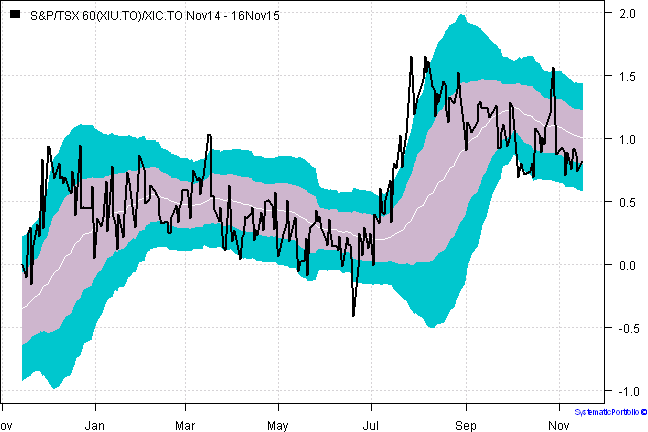 S&P/TSX 60(XIU.TO)/XIC.TO Nov14 - 16Nov15
2.0
1.5
1.0
0.5
0.0
-0.5
-1.0
ov Jan Mar May Jul Sep Nov
SystematicPortfolio ©